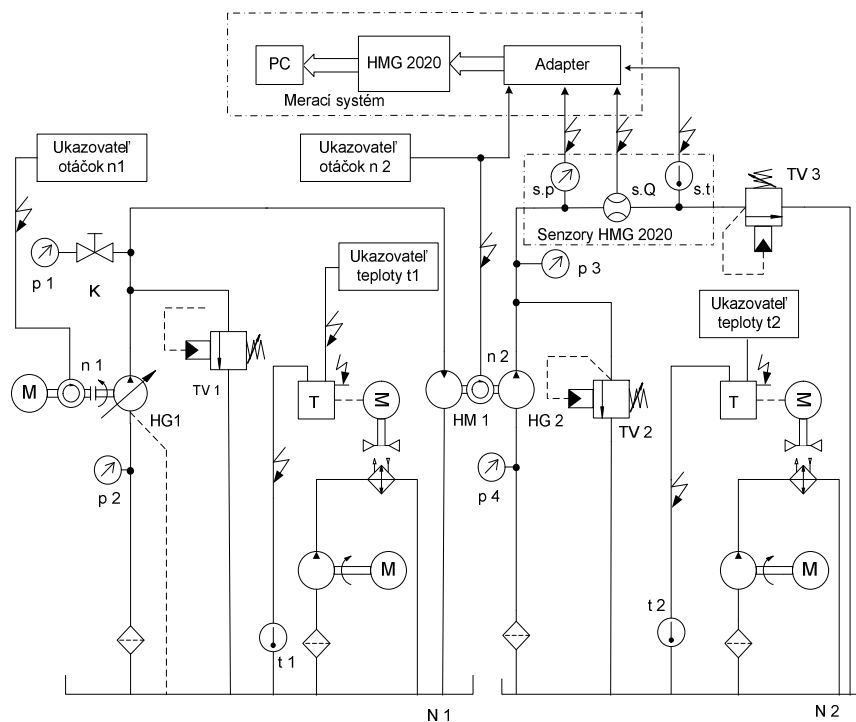 PC
HMG 2020
Adapter
Merací systém
Ukazovateľ
otáčok n1
Ukazovateľ
otáčok n 2
s.p
s.Q
s.t
TV 3
Senzory HMG 2020
p 1
K
Ukazovateľ
teploty t1
p 3
Ukazovateľ
teploty t2
n 1
TV 1
n 2
M
HG1
T
M
HM 1
HG 2
TV 2
T
M
p 2
p 4
M
M
t 1
t 2
N 1
N 2